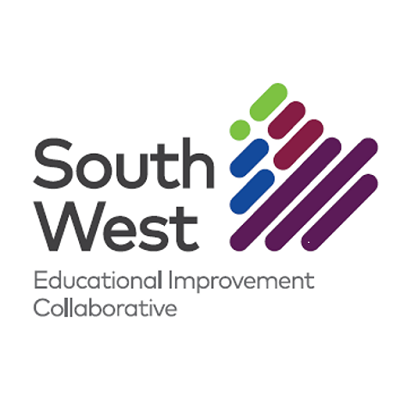 South
West
Educational Improvement
Collaborative